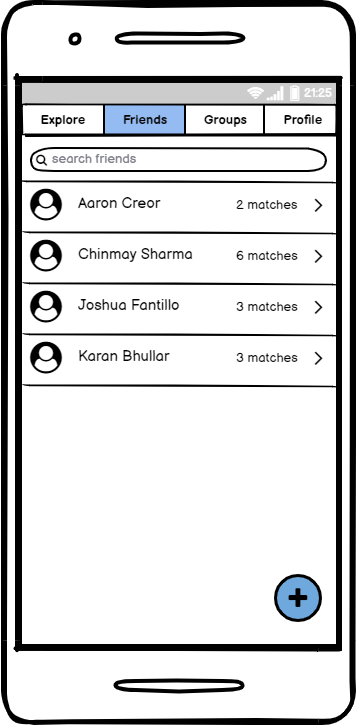 21:25
Explore Friends Groups Profile
search friends
Aaron Creor 2 matches
Chinmay Sharma 6 matches
Joshua Fantillo 3 matches
Karan Bhullar 3 matches